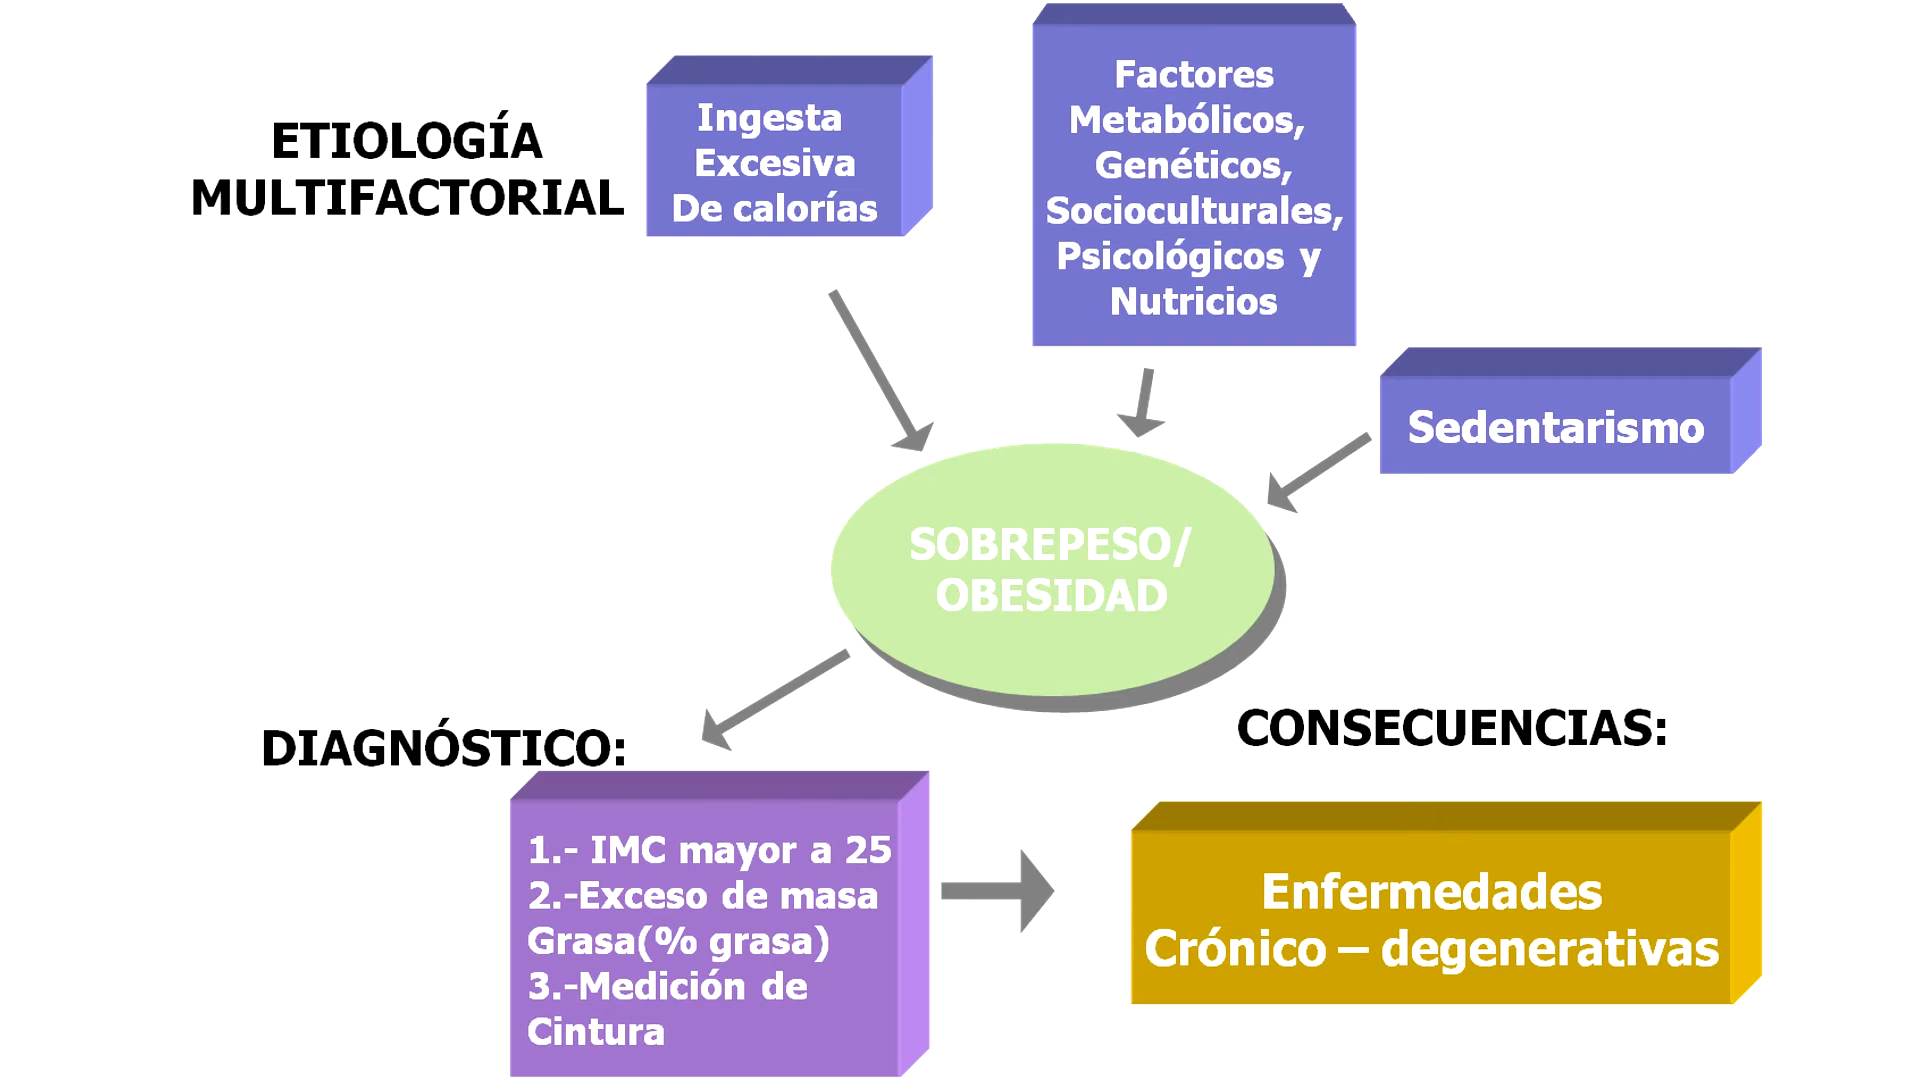 ETIOLOGÍA
MULTIFACTORIAL
Ingesta
Excesiva
De calorías
Factores
Metabólicos,
Genéticos,
Socioculturales,
Psicológicos y
Nutricios
Sedentarismo
SOBREPESO/
OBESIDAD
DIAGNÓSTICO:
1.- IMC mayor a 25
2.-Exceso de masa
Grasa(% grasa)
3.-Medición de
Cintura
CONSECUENCIAS:
Enfermedades
Crónico – degenerativas